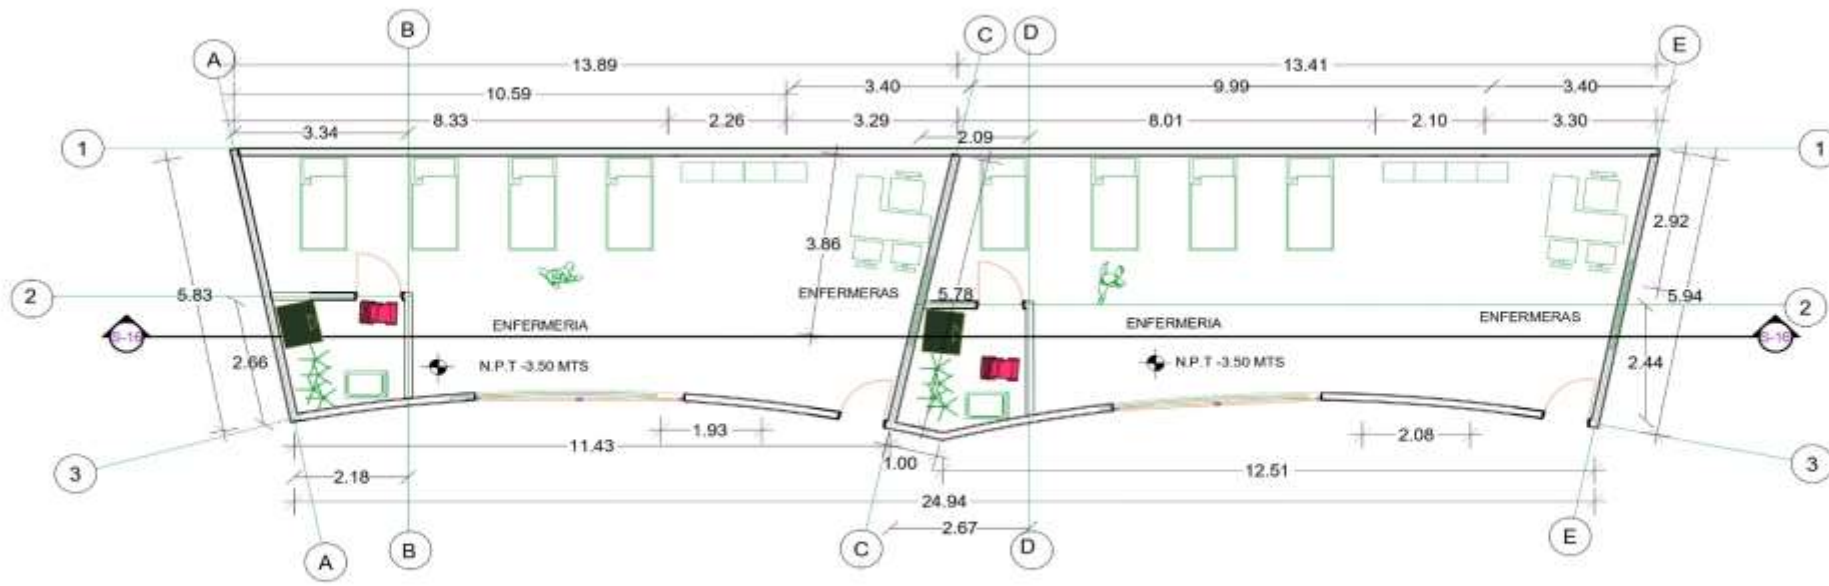 A
B
C
D
E
13.89
13.41
3.40
9.99
3.40
10.59
8.33
2.26
3.29
8.01
2.10
3.30
3.34
2.09
1
1
2.92
3.86
5.83
5.78
5.94
2
2
ENFERMERAS
ENFERMERAS
ENFERMERIA
ENFERMERIA
S-16
S-16
2.66
N.P.T -3.50 MTS
N.P.T -3.50 MTS
2.44
1.93
2.08
11.43
1.00
12.51
3
3
2.18
24.94
2.67
A
B
C
D
E